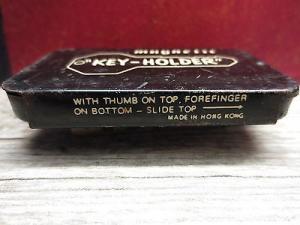 magnetic
"KEY-HOLDER"
WITH THUMB ON TOP, FOREFINGER
ON BOTTOM – SLIDE TOP →
MADE IN HONG KONG